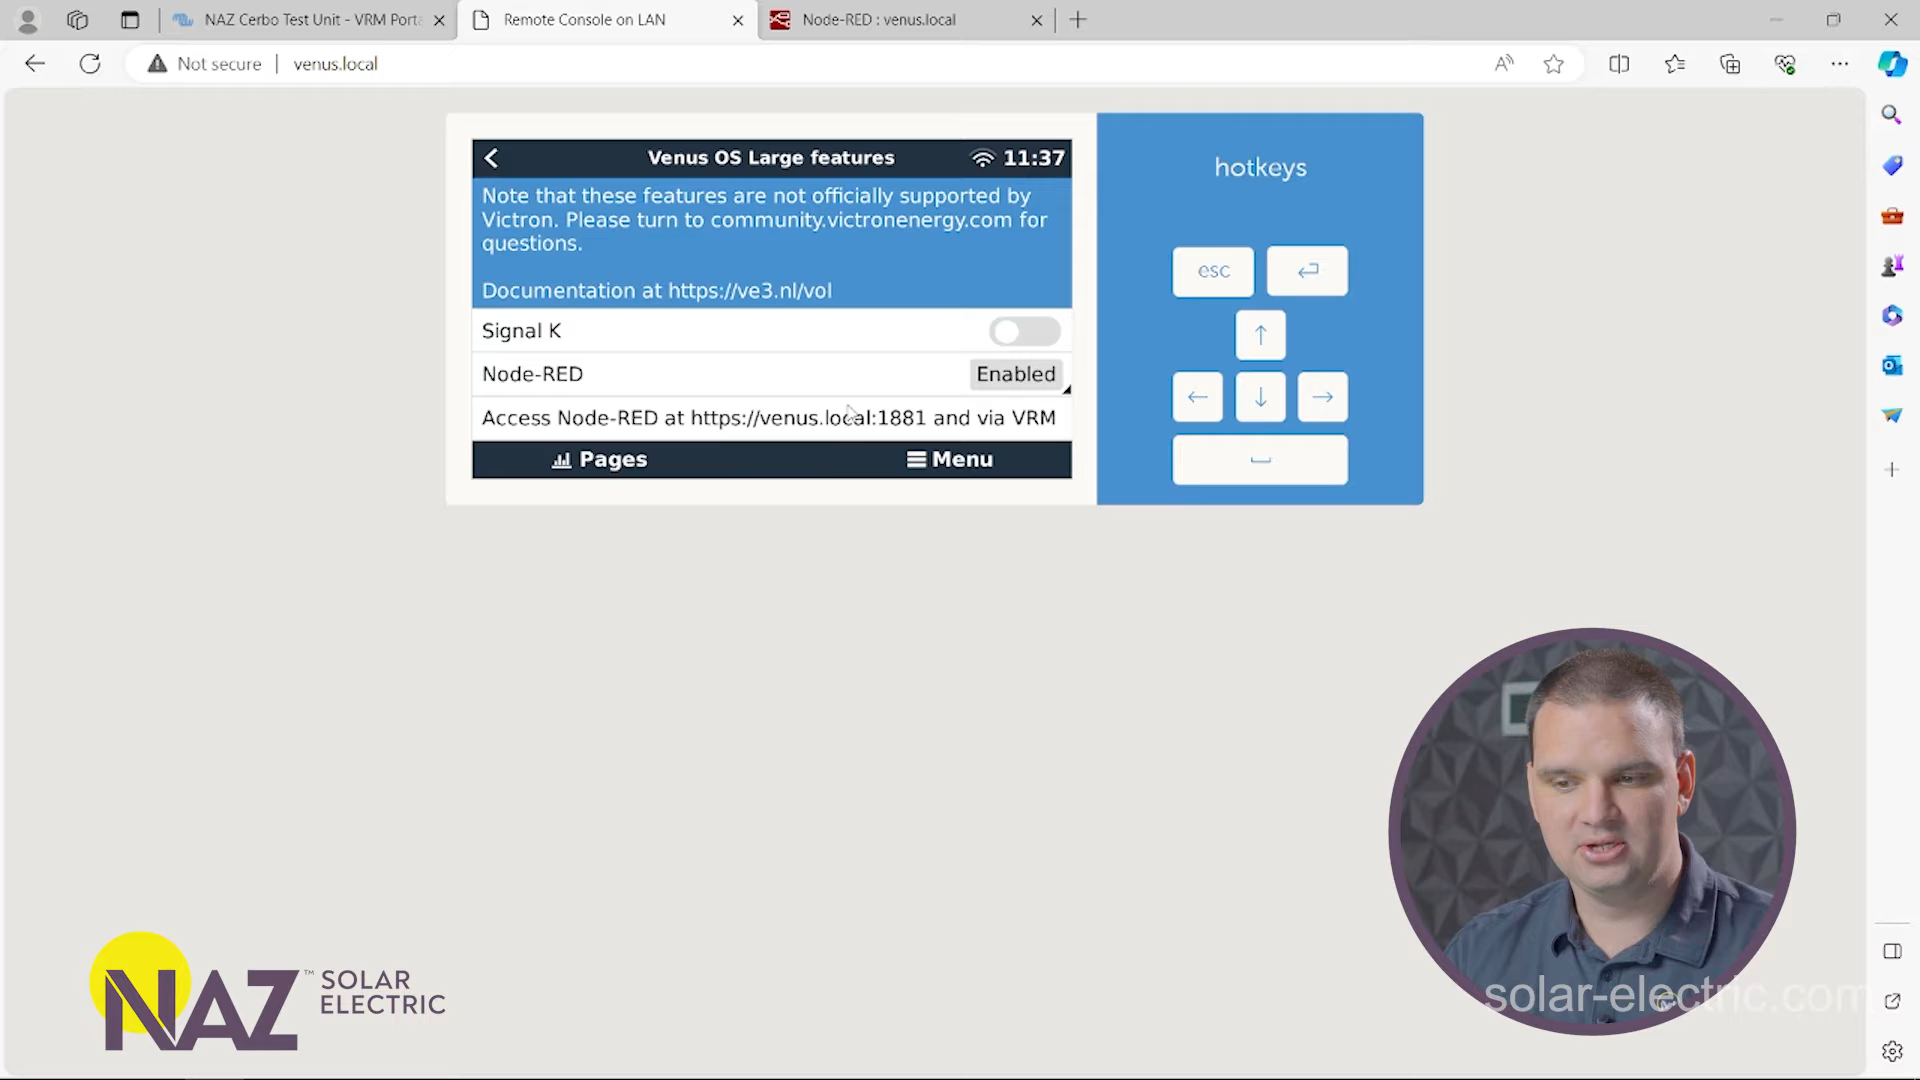 NAZ Cerbo Test Unit - VRM Porta
Remote Console on LAN
Node-RED : venus.local
Not secure
venus.local
Venus OS Large features
11:37
Note that these features are not officially supported by
Victron. Please turn to community.victronenergy.com for
questions.
Documentation at https://ve3.nl/vol
Signal K
Node-RED
Enabled
Access Node-RED at https://venus.local:1881 and via VRM
Pages
Menu
hotkeys
esc
NAZ™ SOLAR
ELECTRIC
solar-electric.com